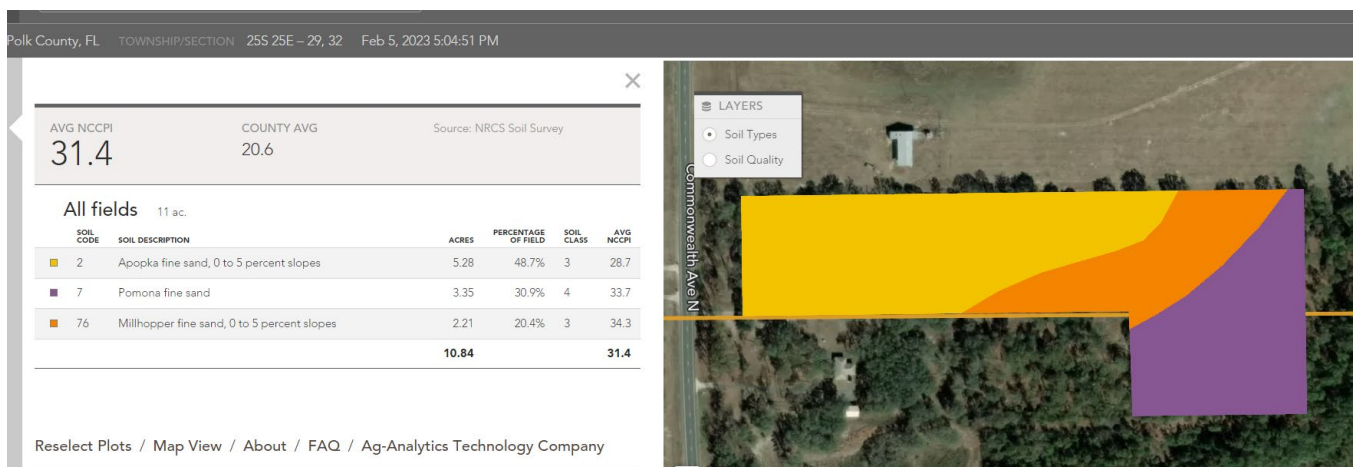 Polk County, FL TOWNSHIP/SECTION 25S 25E – 29, 32 Feb 5, 2023 5:04:51 PM
AVG NCCPI COUNTY AVG Source: NRCS Soil Survey
31.4 20.6
All fields 11 ac.
SOIL CODE SOIL DESCRIPTION ACRES PERCENTAGE OF FIELD SOIL CLASS AVG NCCPI
2 Apopka fine sand, 0 to 5 percent slopes 5.28 48.7% 3 28.7
7 Pomona fine sand 3.35 30.9% 4 33.7
76 Millhopper fine sand, 0 to 5 percent slopes 2.21 20.4% 3 34.3
10.84 31.4
Reselect Plots / Map View / About / FAQ / Ag-Analytics Technology Company
LAYERS
Soil Types
Soil Quality
Commonwealth Ave N